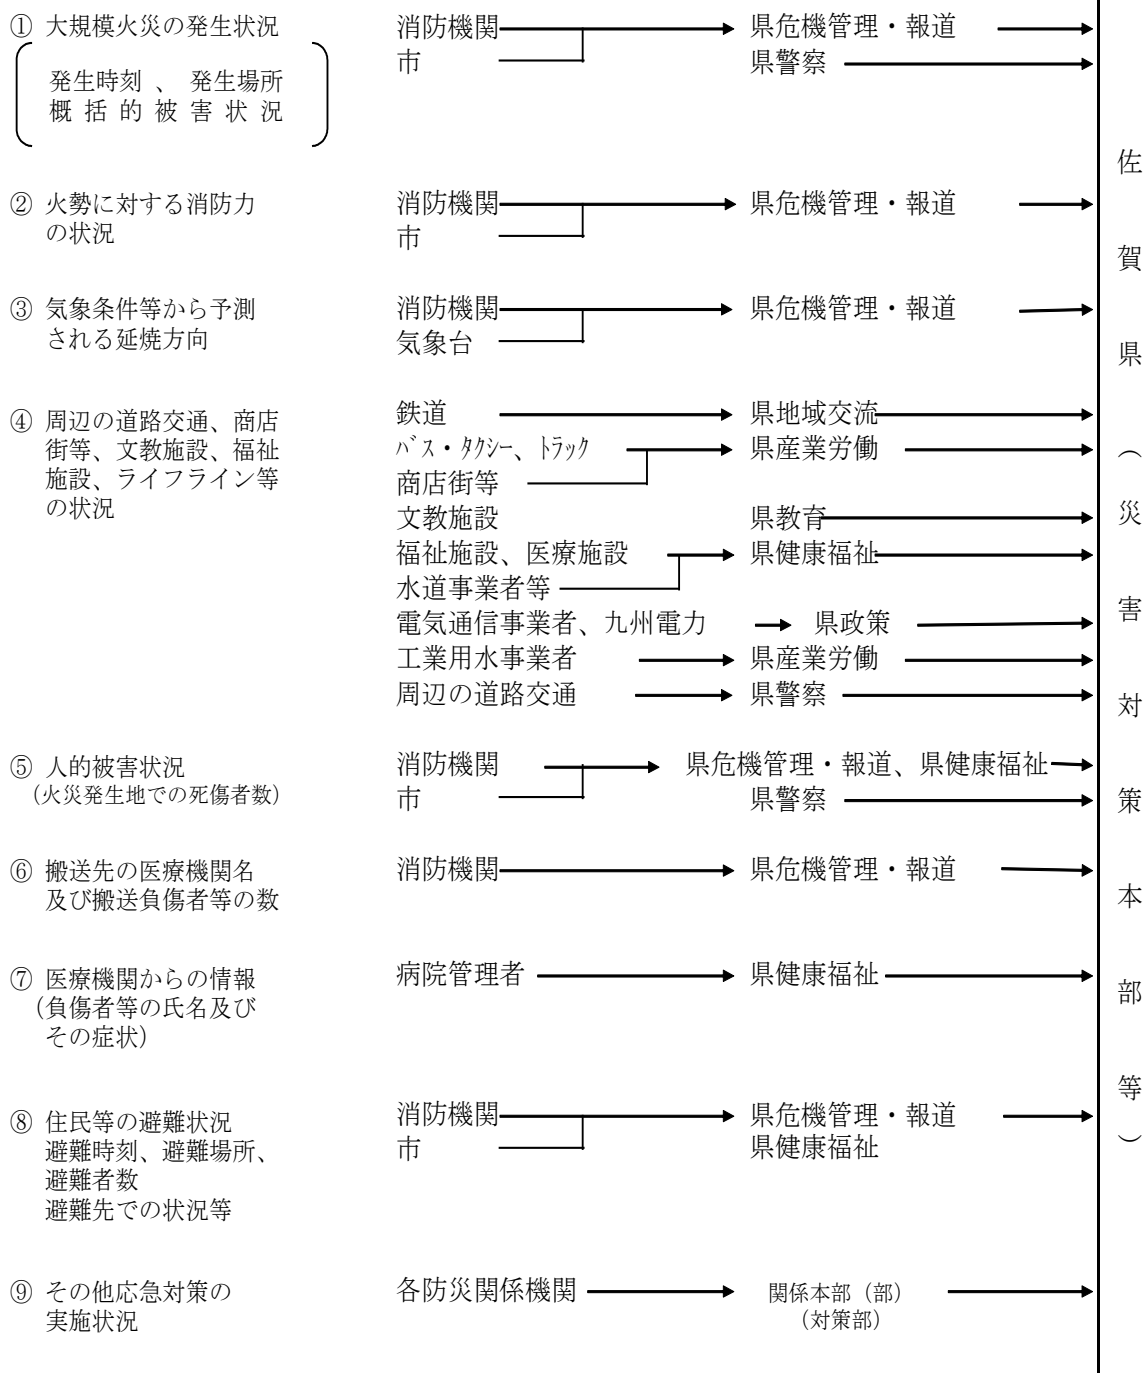 ① 大規模火災の発生状況
発生時刻 、 発生場所
概 括 的 被 害 状 況
消防機関
市
県危機管理・報道
県警察
② 火勢に対する消防力
の状況
消防機関
市
県危機管理・報道
③ 気象条件等から予測
される延焼方向
消防機関
気象台
県危機管理・報道
④ 周辺の道路交通、商店
街等、文教施設、福祉
施設、ライフライン等
の状況
鉄道
県地域交流
ﾊﾞｽ・ﾀｸｼｰ、ﾄﾗｯｸ
県産業労働
商店街等
文教施設
県教育
福祉施設、医療施設
県健康福祉
水道事業者等
電気通信事業者、九州電力
県政策
工業用水事業者
県産業労働
周辺の道路交通
県警察
⑤ 人的被害状況
（火災発生地での死傷者数）
消防機関
市
県危機管理・報道、県健康福祉
県警察
⑥ 搬送先の医療機関名
及び搬送負傷者等の数
消防機関
県危機管理・報道
⑦ 医療機関からの情報
（負傷者等の氏名及び
その症状）
病院管理者
県健康福祉
⑧ 住民等の避難状況
避難時刻、避難場所、
避難者数
避難先での状況等
消防機関
市
県危機管理・報道
県健康福祉
⑨ その他応急対策の
実施状況
各防災関係機関
関係本部（部）
（対策部）
佐賀県（災害対策本部等）